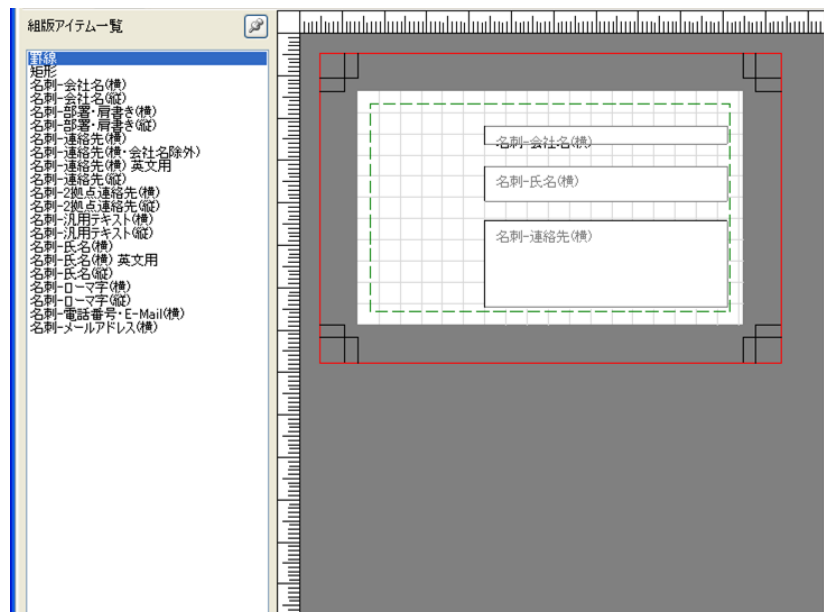 組版アイテム一覧
罫線
矩形
名刺-会社名(横)
名刺-会社名(縦)
名刺-部署・肩書き(横)
名刺-部署・肩書き(縦)
名刺-連絡先(横)
名刺-連絡先(横・会社名除外)
名刺-連絡先(横) 英文用
名刺-連絡先(縦)
名刺-2拠点連絡先(横)
名刺-2拠点連絡先(縦)
名刺-汎用テキスト(横)
名刺-汎用テキスト(縦)
名刺-氏名(横)
名刺-氏名(横) 英文用
名刺-氏名(縦)
名刺-ローマ字(横)
名刺-ローマ字(縦)
名刺-電話番号・E-Mail(横)
名刺-メールアドレス(横)
名刺-会社名(横)
名刺-氏名(横)
名刺-連絡先(横)